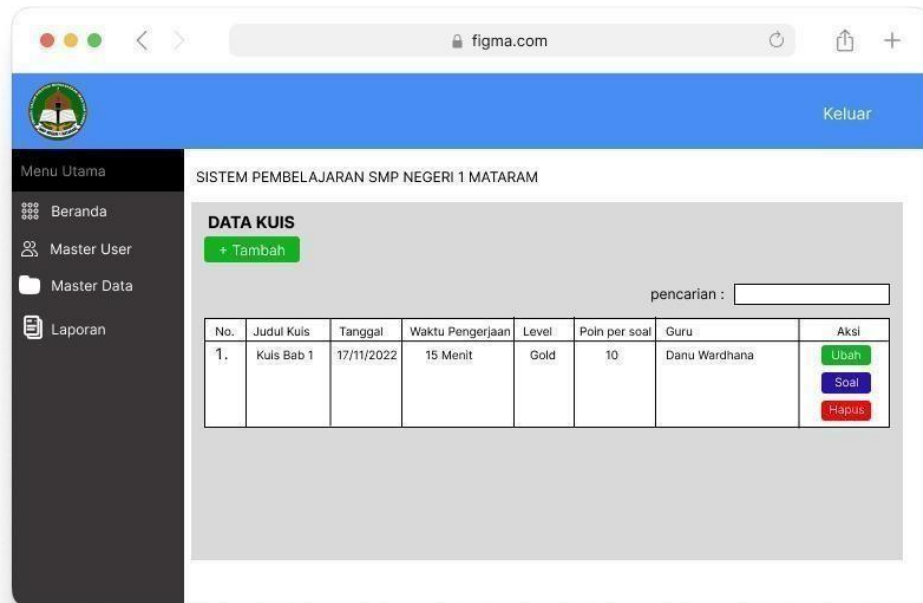 figma.com
Keluar
Menu Utama
Beranda
Master User
Master Data
Laporan
SISTEM PEMBELAJARAN SMP NEGERI 1 MATARAM
DATA KUIS
+ Tambah
pencarian :
No. Judul Kuis Tanggal Waktu Pengerjaan Level Poin per soal Guru Aksi
1. Kuis Bab 1 17/11/2022 15 Menit Gold 10 Danu Wardhana Ubah
Soal
Hapus